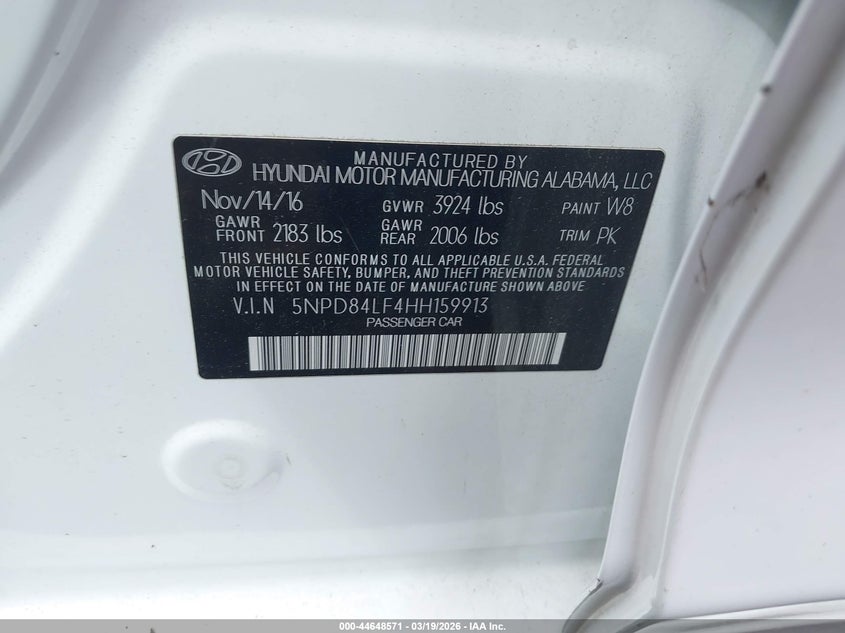 MANUFACTURED BY
HYUNDAI MOTOR MANUFACTURING ALABAMA, LLC
Nov/14/16 GVWR 3924 lbs PAINT W8
GAWR FRONT 2183 lbs GAWR REAR 2006 lbs TRIM PK
THIS VEHICLE CONFORMS TO ALL APPLICABLE U.S.A. FEDERAL
MOTOR VEHICLE SAFETY, BUMPER, AND THEFT PREVENTION STANDARDS
IN EFFECT ON THE DATE OF MANUFACTURE SHOWN ABOVE
V.I.N 5NPD84LF4HH159913
PASSENGER CAR
000-44648571 - 03/19/2026 - IAA Inc.